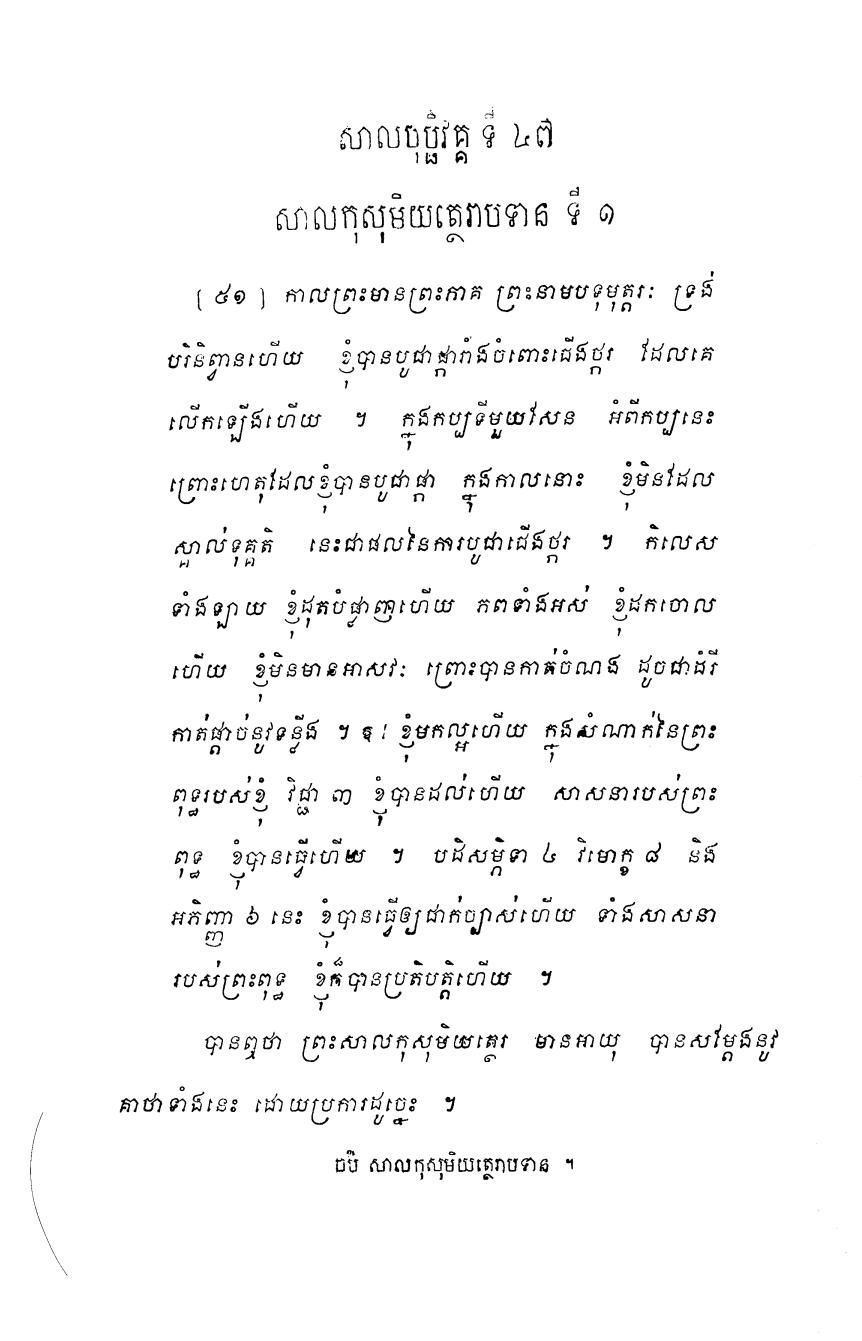 សាលចុប្ផិវគ្គ ទី ៤៧
សាលកុសុមិយត្ថេរាបទាន ទី ១
[ ៥១ ] កាលព្រះមានព្រះភាគ ព្រះនាមបទុមុត្តរៈ ទ្រង់
បរិនិព្វានហើយ ខ្ញុំបានបូជាផ្ការាំងចំពោះជើងថ្ករ ដែលគេ
លើកឡើងហើយ ។ ក្នុងកប្បទីមួយសែន អំពីកប្បនេះ
ព្រោះហេតុដែលខ្ញុំបានបូជាផ្កា ក្នុងកាលនោះ ខ្ញុំមិនដែល
ស្គាល់ទុគ្គតិ នេះជាផលនៃការបូជាជើងថ្ករ ។ កិលេស
ទាំងឡាយ ខ្ញុំដុតបំផ្លាញហើយ ភពទាំងអស់ ខ្ញុំដកចោល
ហើយ ខ្ញុំមិនមានអាសវៈ ព្រោះបានកាត់ចំណង ដូចជាដំរី
កាត់ផ្តាច់នូវទន្លីង ។ ឱ ! ខ្ញុំមកល្អហើយ ក្នុងសំណាក់នៃព្រះ
ពុទ្ធរបស់ខ្ញុំ វិជ្ជា ៣ ខ្ញុំបានដល់ហើយ សាសនារបស់ព្រះ
ពុទ្ធ ខ្ញុំបានធ្វើហើយ ។ បដិសម្ភិទា ៤ វិមោក្ខ ៨ និង
អភិញ្ញា ៦ នេះ ខ្ញុំបានធ្វើឲ្យជាក់ច្បាស់ហើយ ទាំងសាសនា
របស់ព្រះពុទ្ធ ខ្ញុំក៏បានប្រតិបត្តិហើយ ។
បានឮថា ព្រះសាលកុសុមិយត្ថេរ មានអាយុ បានសម្តែងនូវ
គាថាទាំងនេះ ដោយប្រការដូច្នេះ ។
ចប់ សាលកុសុមិយត្ថេរាបទាន ។